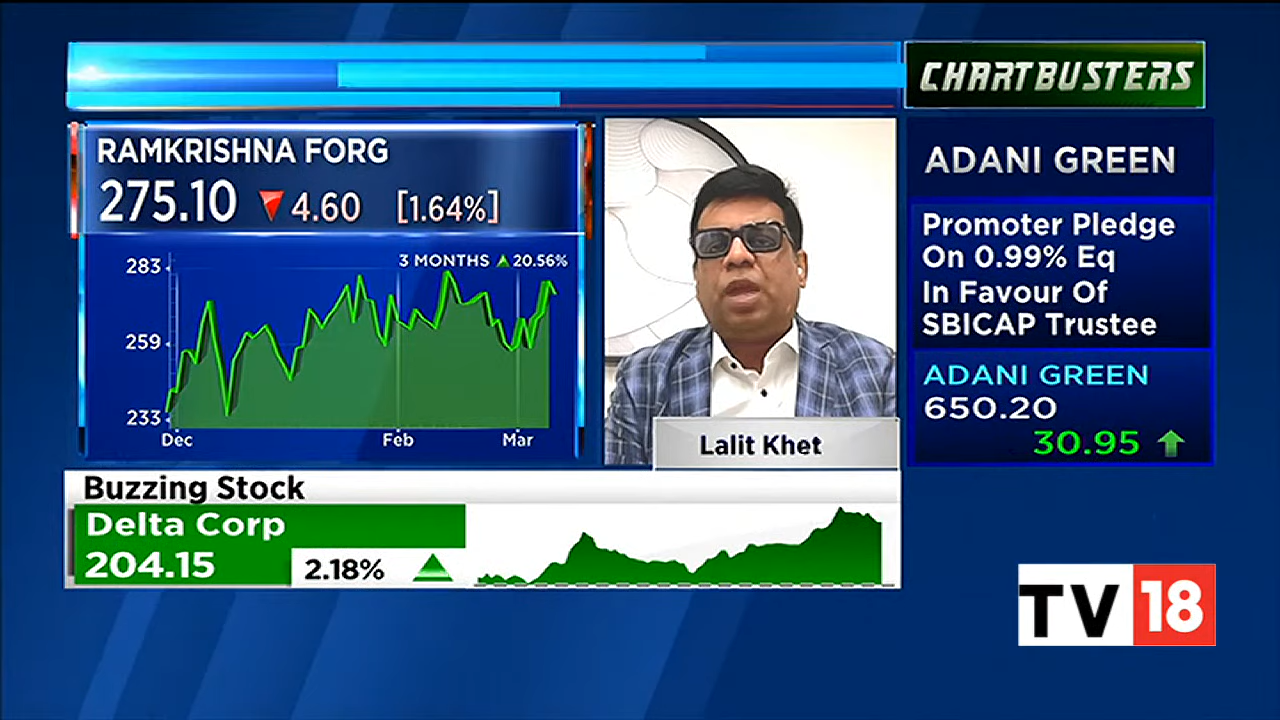 CHARTBUSTERS
RAMKRISHNA FORG
275.10 ▼ 4.60 [1.64%]
3 MONTHS ▲ 20.56%
283
259
233
Dec Feb Mar
Lalit Khet
ADANI GREEN
Promoter Pledge
On 0.99% Eq
In Favour Of
SBICAP Trustee
ADANI GREEN
650.20
30.95
Buzzing Stock
Delta Corp
204.15 2.18%
TV18